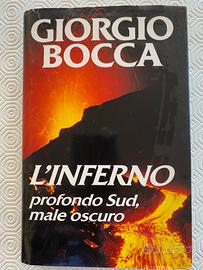 GIORGIO
BOCCA
L'INFERNO
profondo Sud,
male oscuro